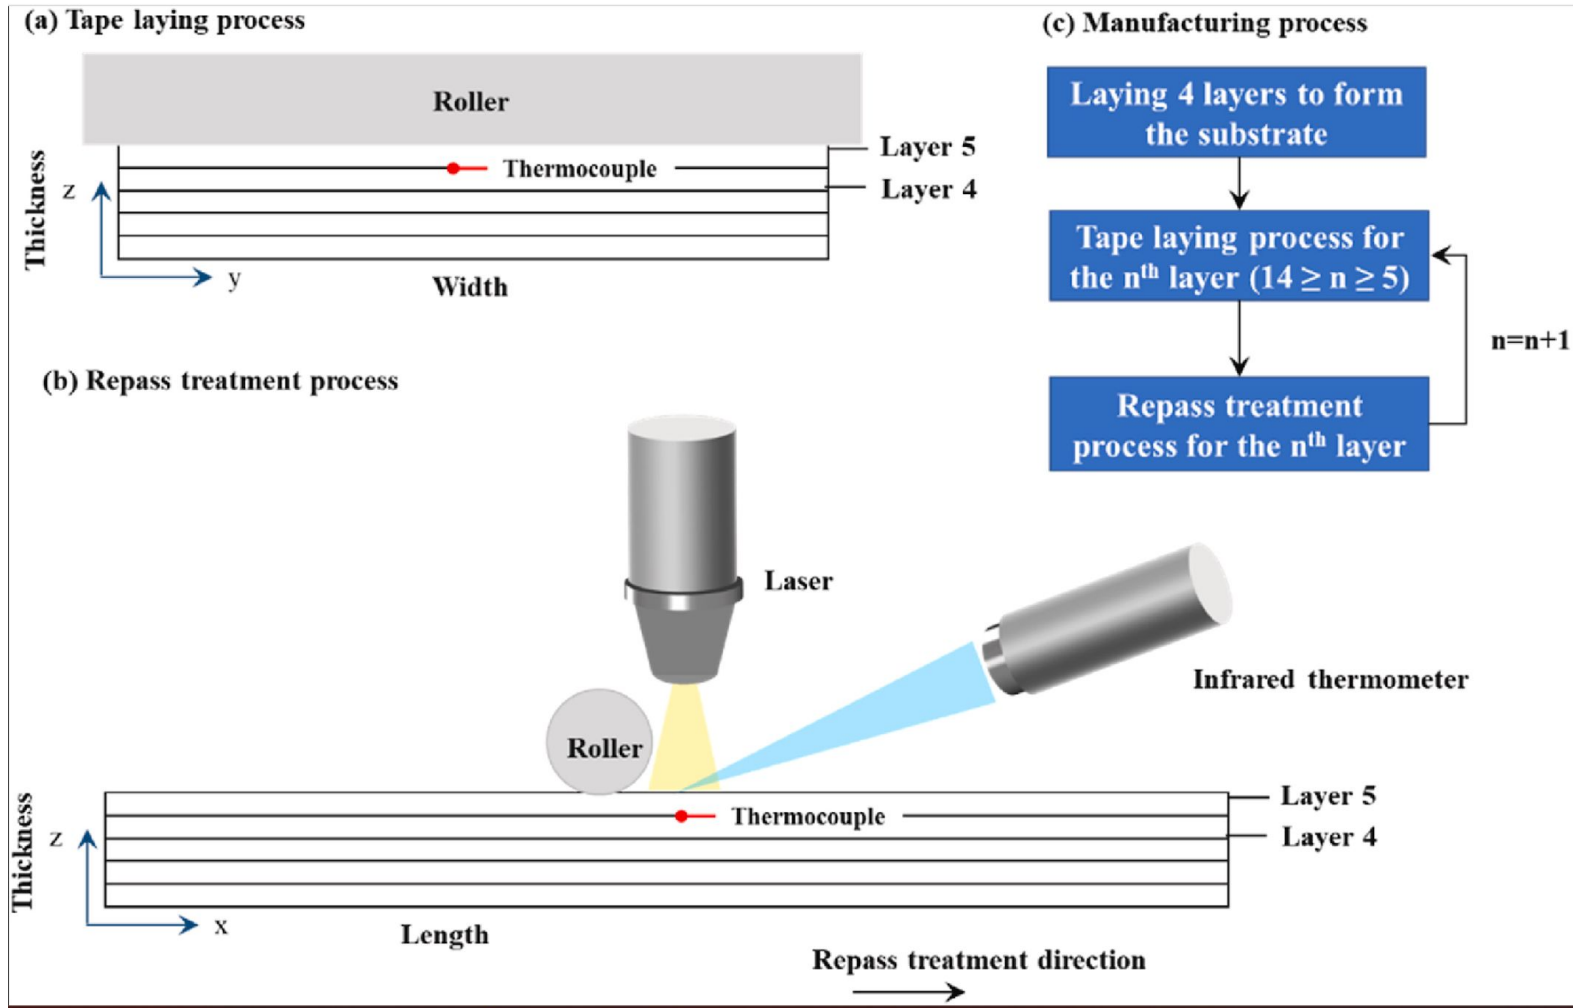 (a) Tape laying process
Roller
Layer 5
Thermocouple
Layer 4
Thickness
z
y
Width
(b) Repass treatment process
Laser
Infrared thermometer
Roller
Layer 5
Thermocouple
Layer 4
Thickness
z
x
Length
Repass treatment direction
(c) Manufacturing process
Laying 4 layers to form
the substrate
Tape laying process for
the nth layer (14 ≥ n ≥ 5)
n=n+1
Repass treatment
process for the nth layer